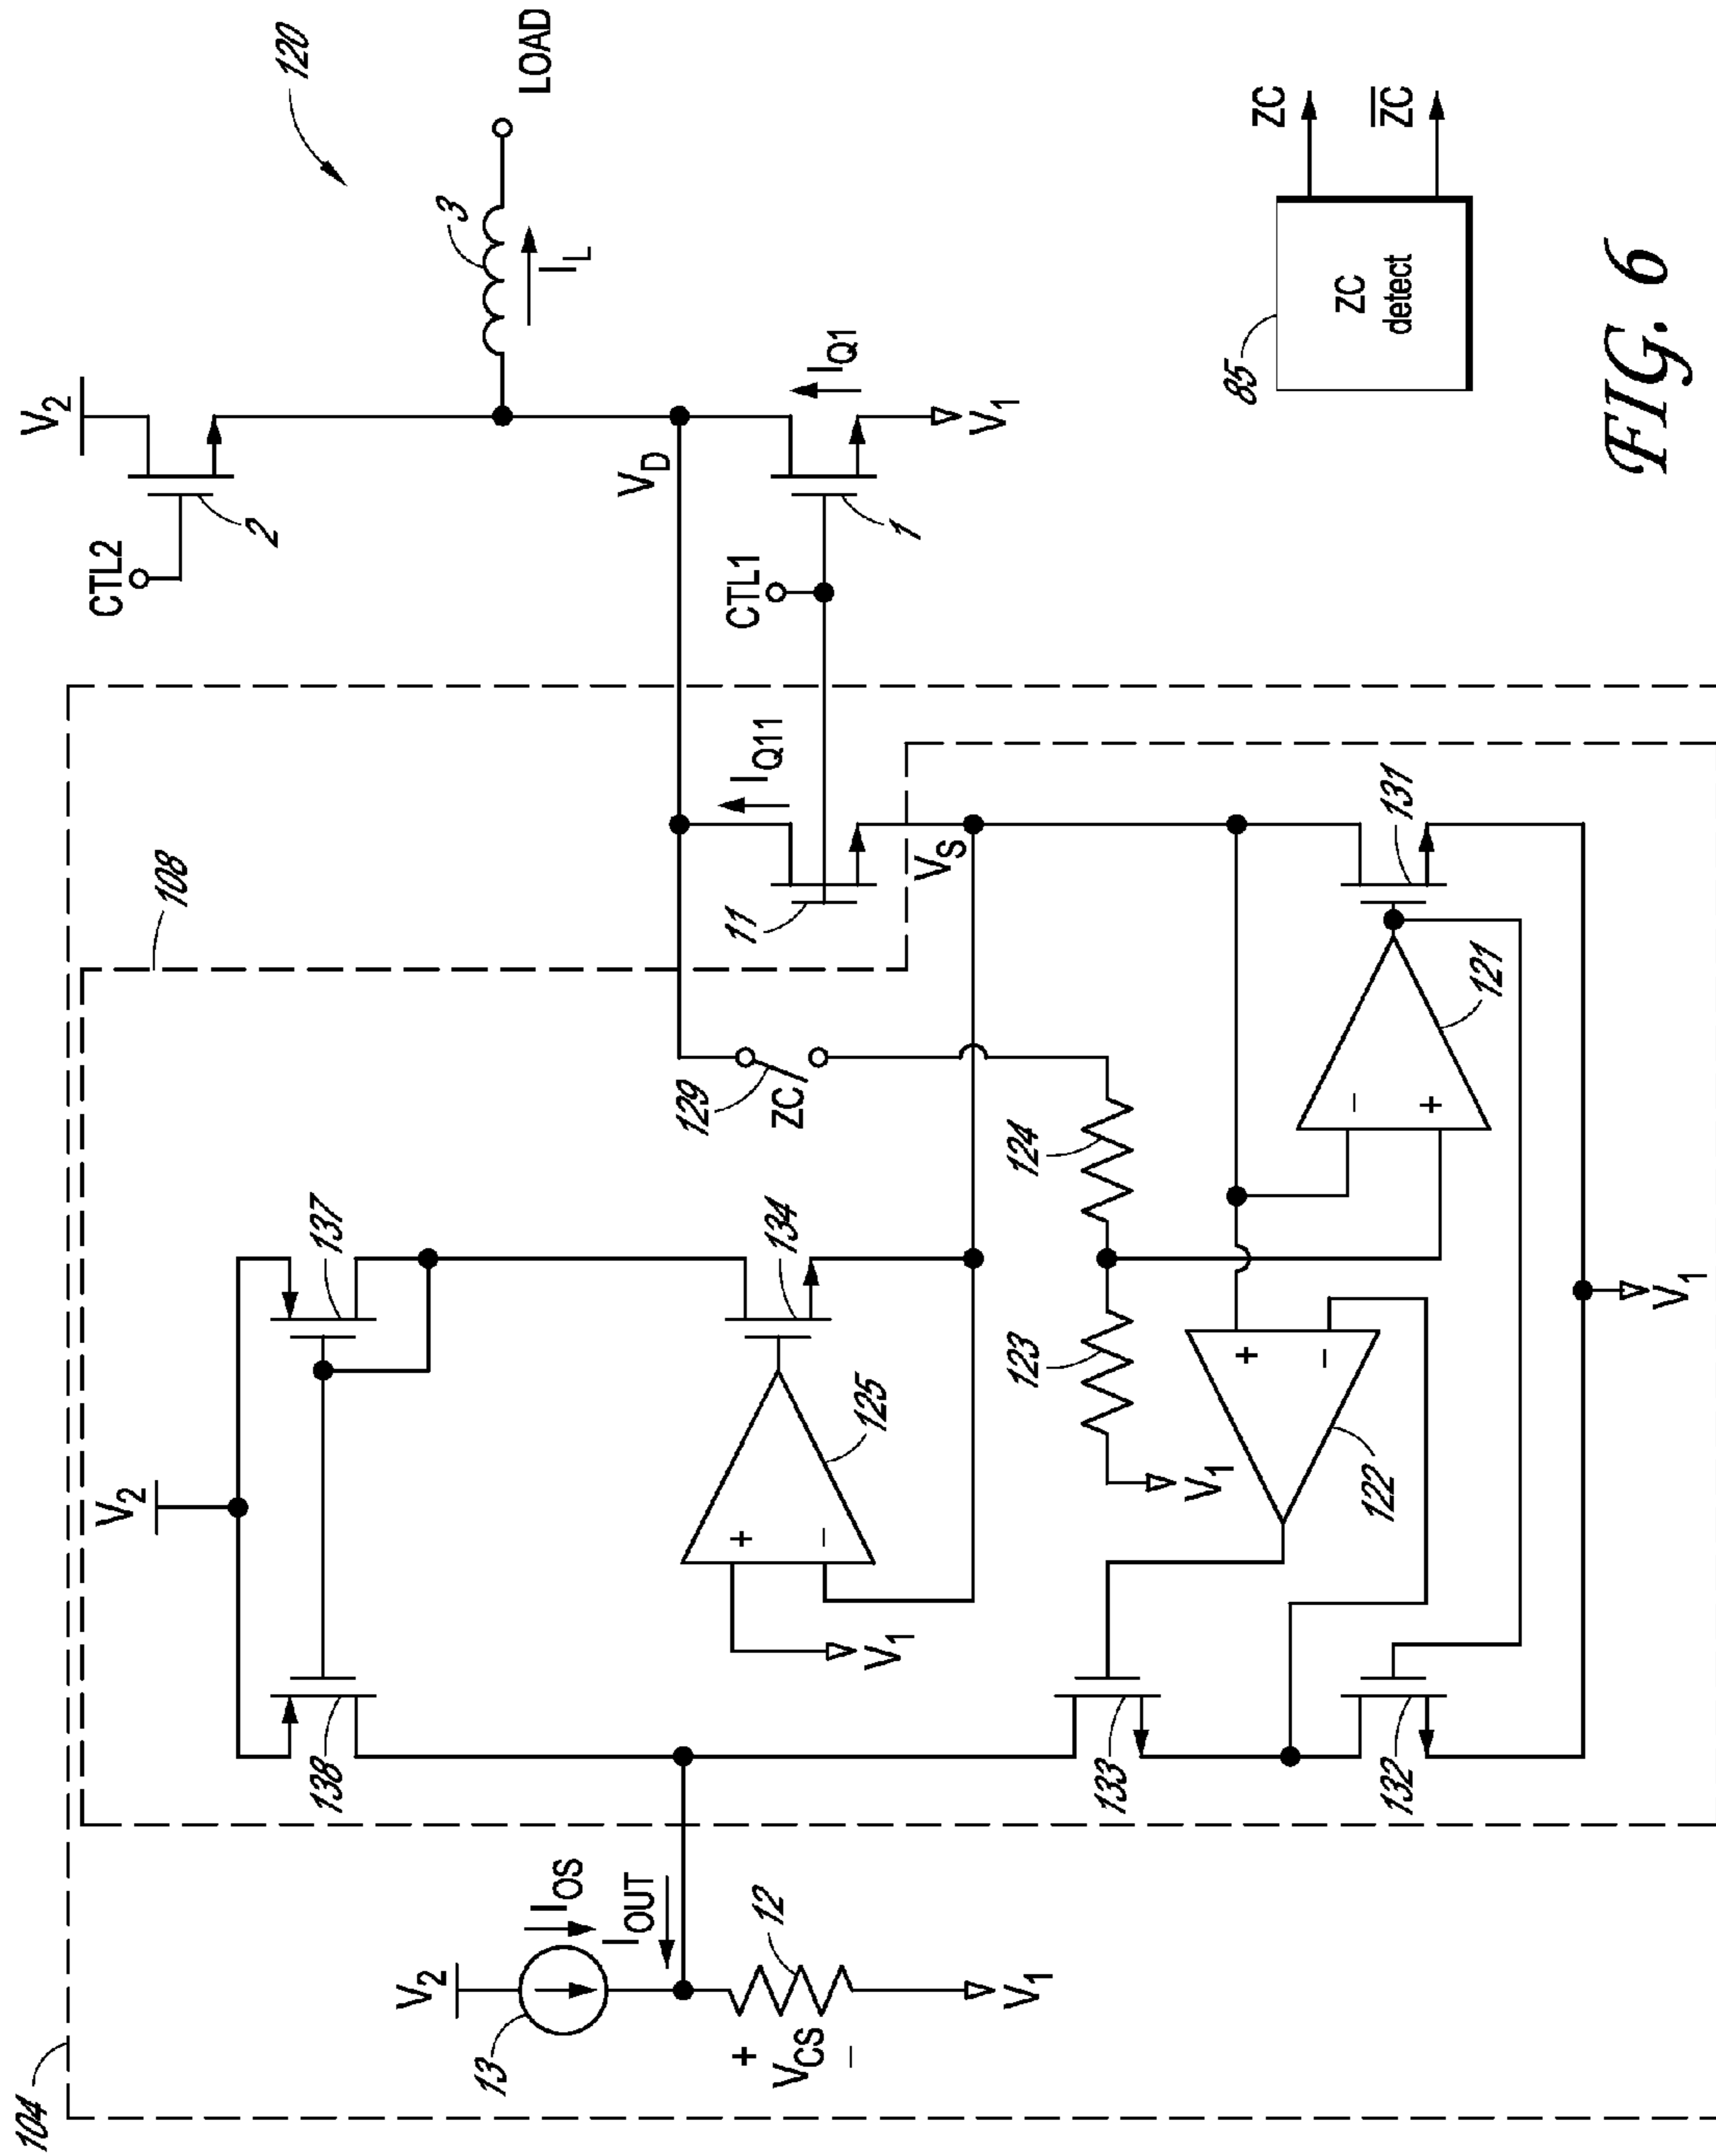 104
108
120
V2
CTL2
2
3
IL
LOAD
VD
IQ1
CTL1
1
V1
V2
138
137
V2
13
IOS
IOUT
+
VCS
−
12
V1
+
−
V1
125
134
129
ZC
IQ11
11
VS
123
124
V1
+
−
122
−
+
121
131
133
132
V1
85
ZC
detect
ZC
Z̅C̅
FIG. 6